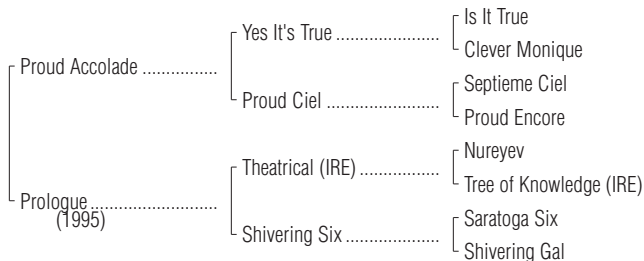 Is It True
Yes It's True ....................
Clever Monique
Proud Accolade ...............
Septieme Ciel
Proud Ciel ......................
Proud Encore
Nureyev
Theatrical (IRE) ................
Tree of Knowledge (IRE)
Prologue.........................
(1995)
Saratoga Six
Shivering Six ...................
Shivering Gal